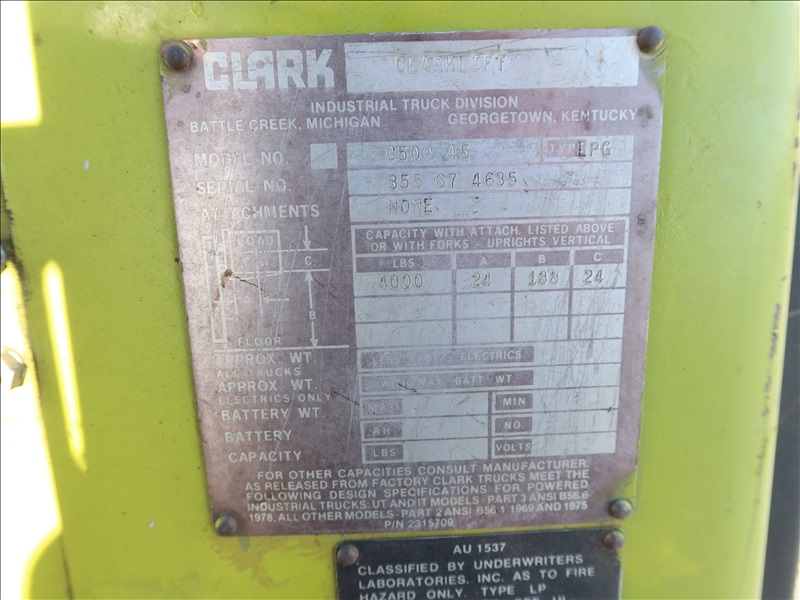 CLARK CLARKLIFT
INDUSTRIAL TRUCK DIVISION
BATTLE CREEK, MICHIGAN GEORGETOWN, KENTUCKY
MODEL NO. C500 45 TYPE LPG
SERIAL NO. 355 67 4635
ATTACHMENTS NONE
CAPACITY WITH ATTACH. LISTED ABOVE
OR WITH FORKS - UPRIGHTS VERTICAL
LOAD
C
LBS A B C
4000 24 188 24
A
B
FLOOR
APPROX. WT. LESS BATT. ELECTRICS
ALL TRUCKS
APPROX. WT. MAX BATT WT.
ELECTRICS ONLY
BATTERY WT. MAX MIN
BATTERY AH NO.
CAPACITY LBS VOLTS
FOR OTHER CAPACITIES CONSULT MANUFACTURER.
AS RELEASED FROM FACTORY CLARK TRUCKS MEET THE
FOLLOWING DESIGN SPECIFICATIONS FOR POWERED
INDUSTRIAL TRUCKS: UT AND IT MODELS - PART 3 ANSI B56.6
1978, ALL OTHER MODELS - PART 2 ANSI B56.1 1969 AND 1975
P/N 2315709
AU 1537
CLASSIFIED BY UNDERWRITERS
LABORATORIES. INC. AS TO FIRE
HAZARD ONLY. TYPE LP